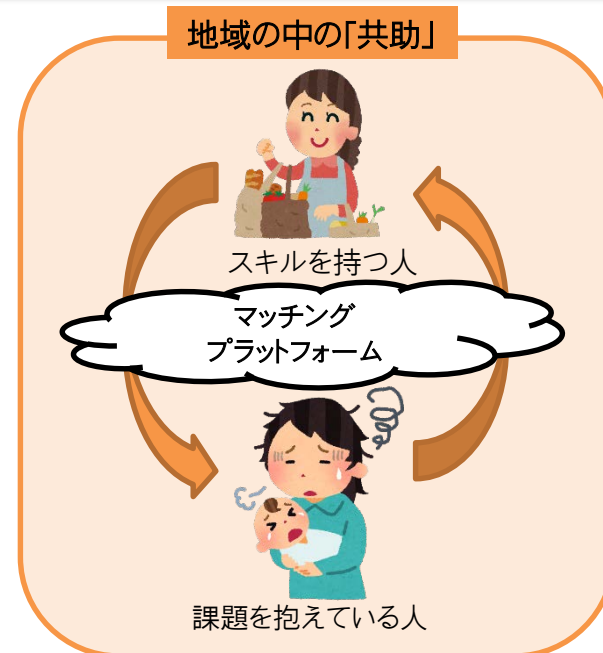 地域の中の「共助」
スキルを持つ人
マッチング
プラットフォーム
課題を抱えている人